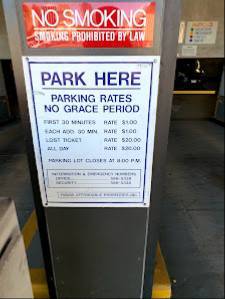 NO SMOKING
SMOKING PROHIBITED BY LAW
PARK HERE
PARKING RATES
NO GRACE PERIOD
FIRST 30 MINUTES RATE $1.00
EACH ADD. 30 MIN. RATE $1.00
LOST TICKET RATE $20.00
ALL DAY RATE $20.00
PARKING LOT CLOSES AT 8:00 P.M.
INFORMATION & EMERGENCY NUMBERS
OFFICE
SECURITY